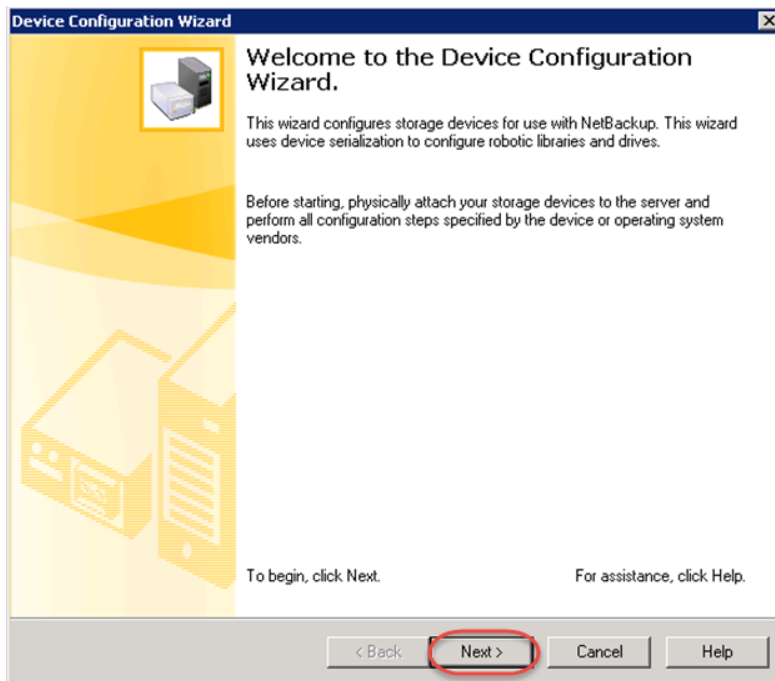 Device Configuration Wizard
Welcome to the Device Configuration
Wizard.
This wizard configures storage devices for use with NetBackup. This wizard
uses device serialization to configure robotic libraries and drives.
Before starting, physically attach your storage devices to the server and
perform all configuration steps specified by the device or operating system
vendors.
To begin, click Next. For assistance, click Help.
< Back Next > Cancel Help